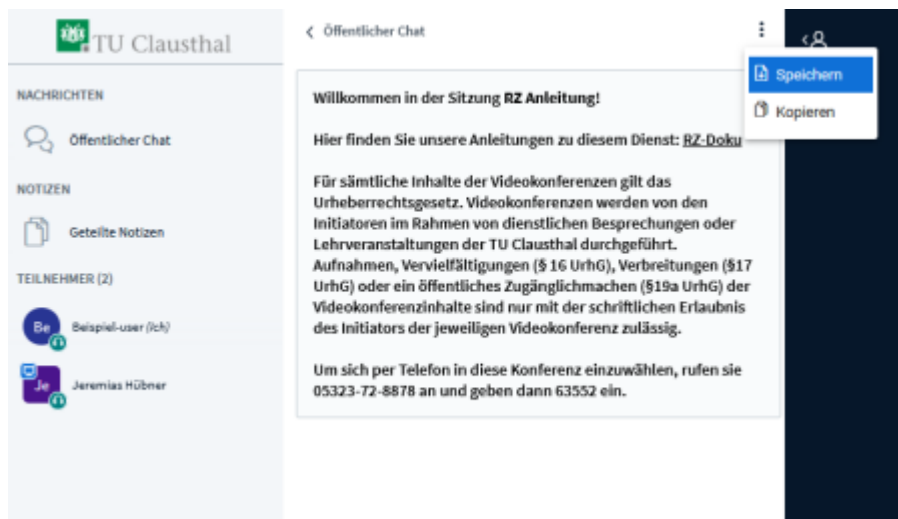 TU Clausthal
NACHRICHTEN
Öffentlicher Chat
NOTIZEN
Geteilte Notizen
TEILNEHMER (2)
Be
Beispiel-user (Ich)
Je
Jeremias Hübner
Öffentlicher Chat
Speichern
Kopieren
Willkommen in der Sitzung RZ Anleitung!
Hier finden Sie unsere Anleitungen zu diesem Dienst: RZ-Doku
Für sämtliche Inhalte der Videokonferenzen gilt das
Urheberrechtsgesetz. Videokonferenzen werden von den
Initiatoren im Rahmen von dienstlichen Besprechungen oder
Lehrveranstaltungen der TU Clausthal durchgeführt.
Aufnahmen, Vervielfältigungen (§ 16 UrhG), Verbreitungen (§17
UrhG) oder ein öffentliches Zugänglichmachen (§19a UrhG) der
Videokonferenzinhalte sind nur mit der schriftlichen Erlaubnis
des Initiators der jeweiligen Videokonferenz zulässig.
Um sich per Telefon in diese Konferenz einzuwählen, rufen sie
05323-72-8878 an und geben dann 63552 ein.